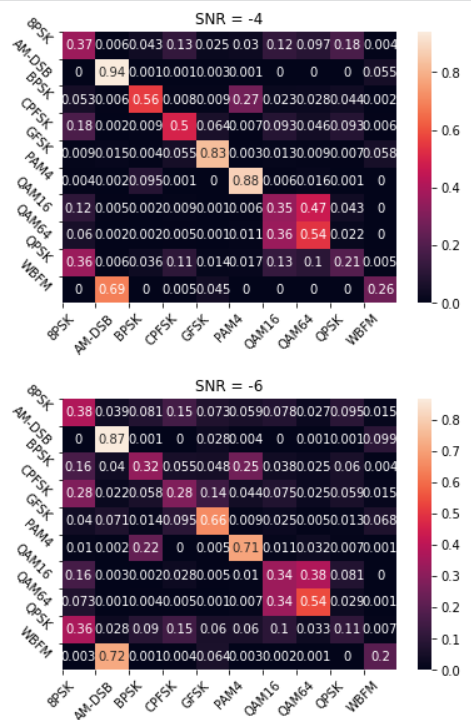 SNR = -4
8PSK 0.37 0.006 0.043 0.13 0.025 0.03 0.12 0.097 0.18 0.004
AM-DSB 0 0.94 0.001 0.001 0.003 0.001 0 0 0 0.055
BPSK 0.053 0.006 0.56 0.008 0.009 0.27 0.023 0.028 0.044 0.002
CPFSK 0.18 0.002 0.009 0.5 0.064 0.007 0.093 0.046 0.093 0.006
GFSK 0.009 0.015 0.004 0.055 0.83 0.003 0.013 0.009 0.007 0.058
PAM4 0.004 0.002 0.095 0.001 0 0.88 0.006 0.016 0.001 0
QAM16 0.12 0.005 0.002 0.009 0.001 0.006 0.35 0.47 0.043 0
QAM64 0.06 0.002 0.002 0.005 0.001 0.011 0.36 0.54 0.022 0
QPSK 0.36 0.006 0.036 0.11 0.014 0.017 0.13 0.1 0.21 0.005
WBFM 0 0.69 0 0.005 0.045 0 0 0 0 0.26
8PSK AM-DSB BPSK CPFSK GFSK PAM4 QAM16 QAM64 QPSK WBFM
0.8
0.6
0.4
0.2
0.0
SNR = -6
8PSK 0.38 0.039 0.081 0.15 0.073 0.059 0.078 0.027 0.095 0.015
AM-DSB 0 0.87 0.001 0 0.028 0.004 0 0.001 0.001 0.099
BPSK 0.16 0.04 0.32 0.055 0.048 0.25 0.038 0.025 0.06 0.004
CPFSK 0.28 0.022 0.058 0.28 0.14 0.044 0.075 0.025 0.059 0.015
GFSK 0.04 0.071 0.014 0.095 0.66 0.009 0.025 0.005 0.013 0.068
PAM4 0.01 0.002 0.22 0 0.005 0.71 0.011 0.032 0.007 0.001
QAM16 0.16 0.003 0.002 0.028 0.005 0.01 0.34 0.38 0.081 0
QAM64 0.073 0.001 0.004 0.005 0.001 0.007 0.34 0.54 0.029 0.001
QPSK 0.36 0.028 0.09 0.15 0.06 0.06 0.1 0.033 0.11 0.007
WBFM 0.003 0.72 0.001 0.004 0.064 0.003 0.002 0.001 0 0.2
8PSK AM-DSB BPSK CPFSK GFSK PAM4 QAM16 QAM64 QPSK WBFM
0.8
0.7
0.6
0.5
0.4
0.3
0.2
0.1
0.0